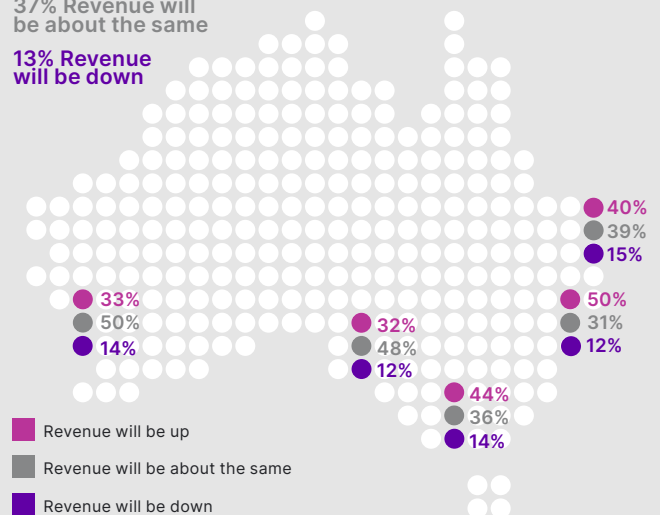 37% Revenue will
be about the same
13% Revenue
will be down
40%
39%
15%
33%
50%
14%
50%
31%
12%
32%
48%
12%
44%
36%
14%
Revenue will be up
Revenue will be about the same
Revenue will be down